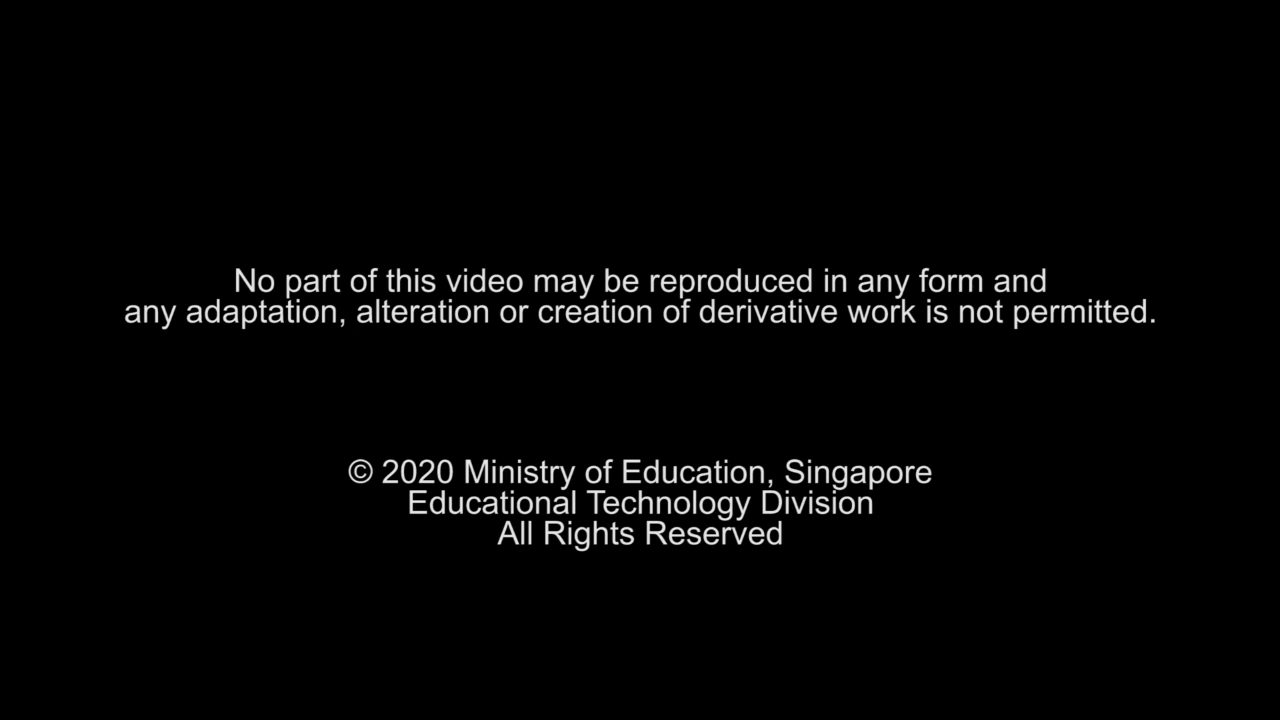 No part of this video may be reproduced in any form and
any adaptation, alteration or creation of derivative work is not permitted.
© 2020 Ministry of Education, Singapore
Educational Technology Division
All Rights Reserved